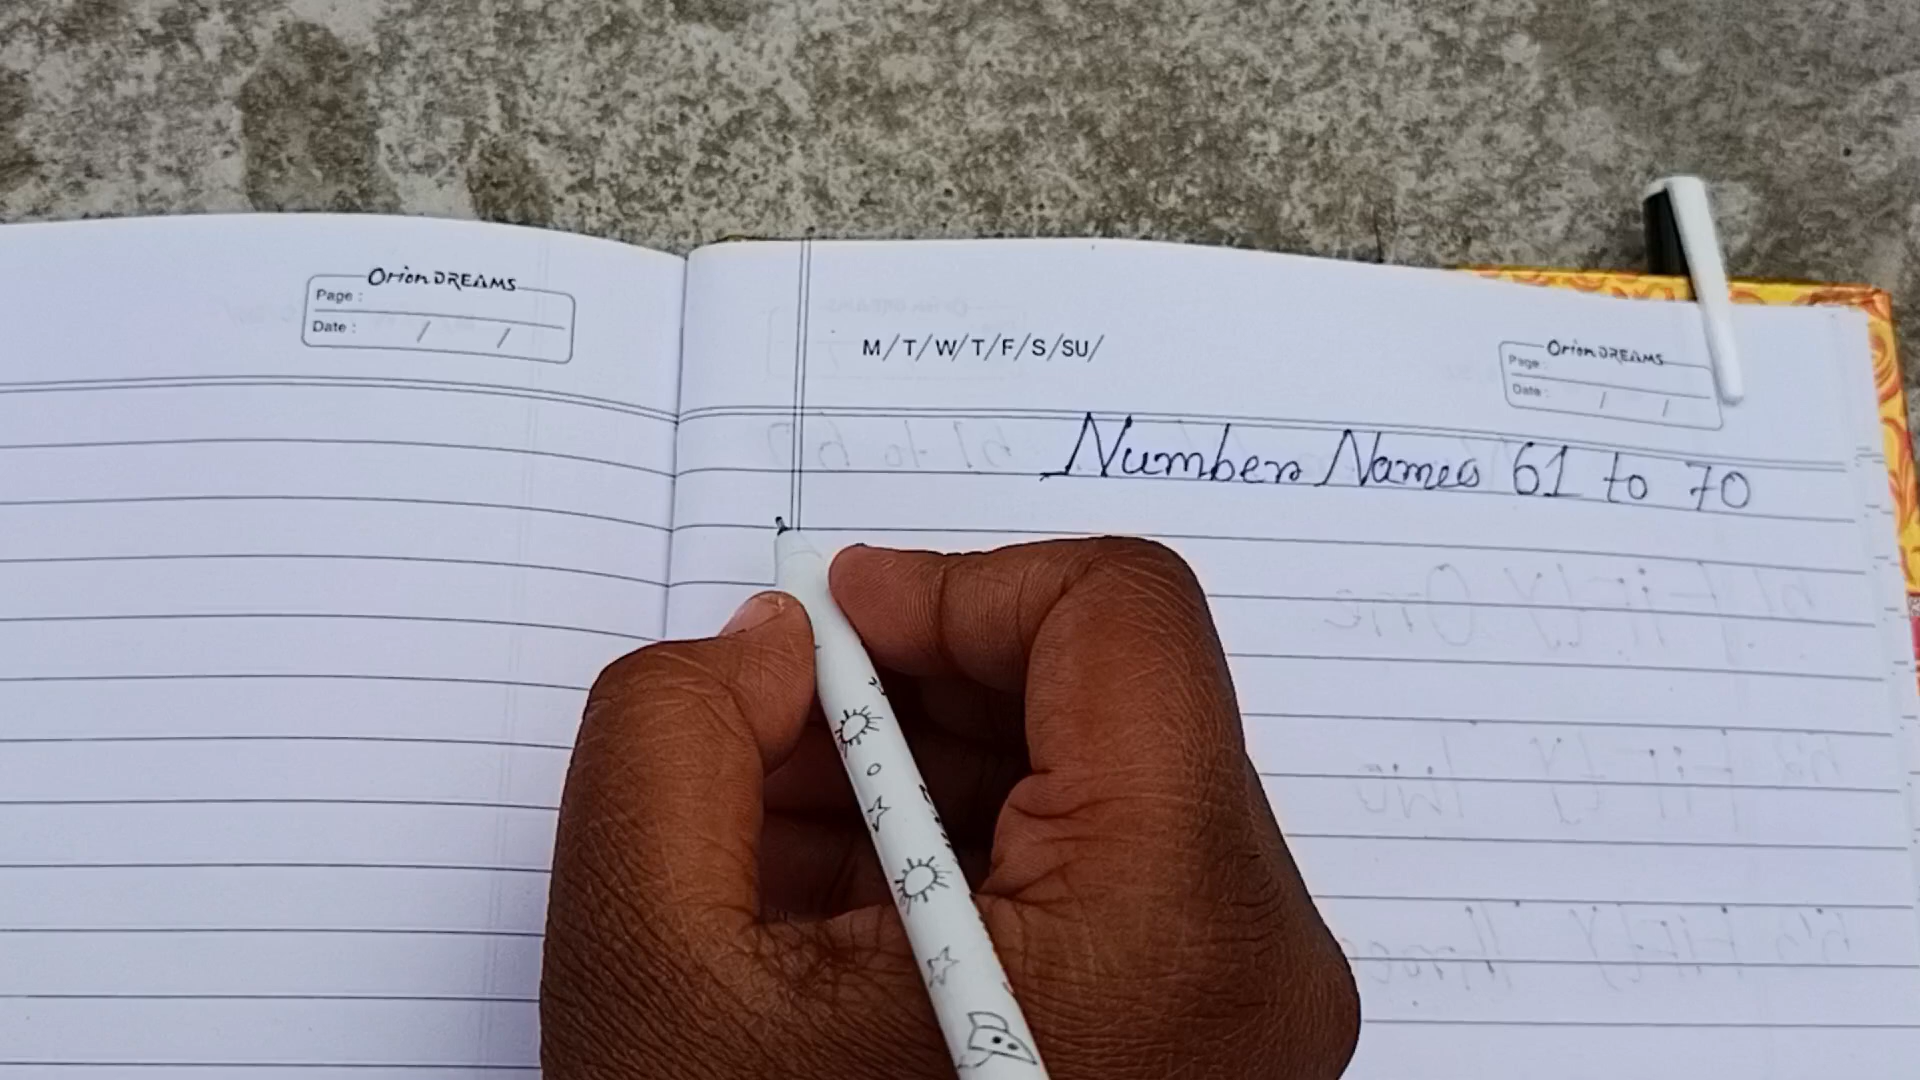 Orion DREAMS
Page :
Date : / /
M/T/W/T/F/S/SU/
Orion DREAMS
Page :
Date : / /
Number Names 61 to 70